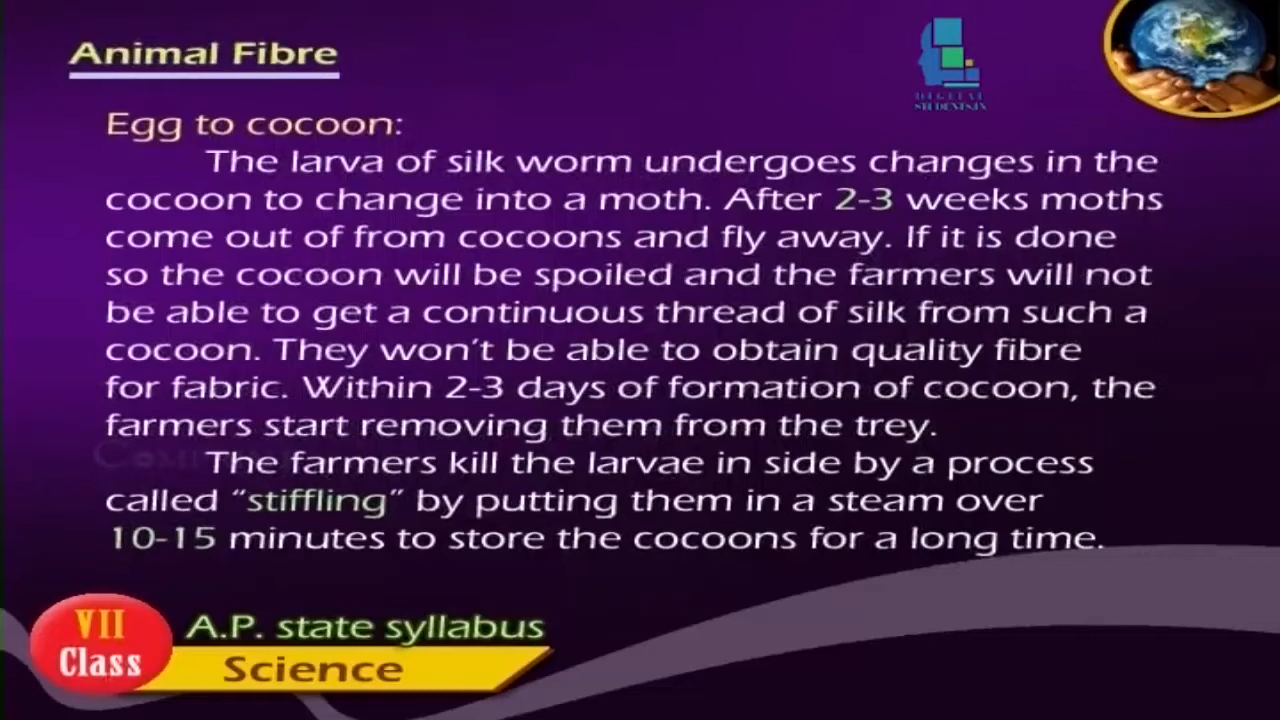 Animal Fibre
DIGITAL
STUDENTS.IN
Egg to cocoon:
The larva of silk worm undergoes changes in the
cocoon to change into a moth. After 2-3 weeks moths
come out of from cocoons and fly away. If it is done
so the cocoon will be spoiled and the farmers will not
be able to get a continuous thread of silk from such a
cocoon. They won't be able to obtain quality fibre
for fabric. Within 2-3 days of formation of cocoon, the
farmers start removing them from the trey.
The farmers kill the larvae in side by a process
called "stiffling" by putting them in a steam over
10-15 minutes to store the cocoons for a long time.
VII
Class
A.P. state syllabus
Science